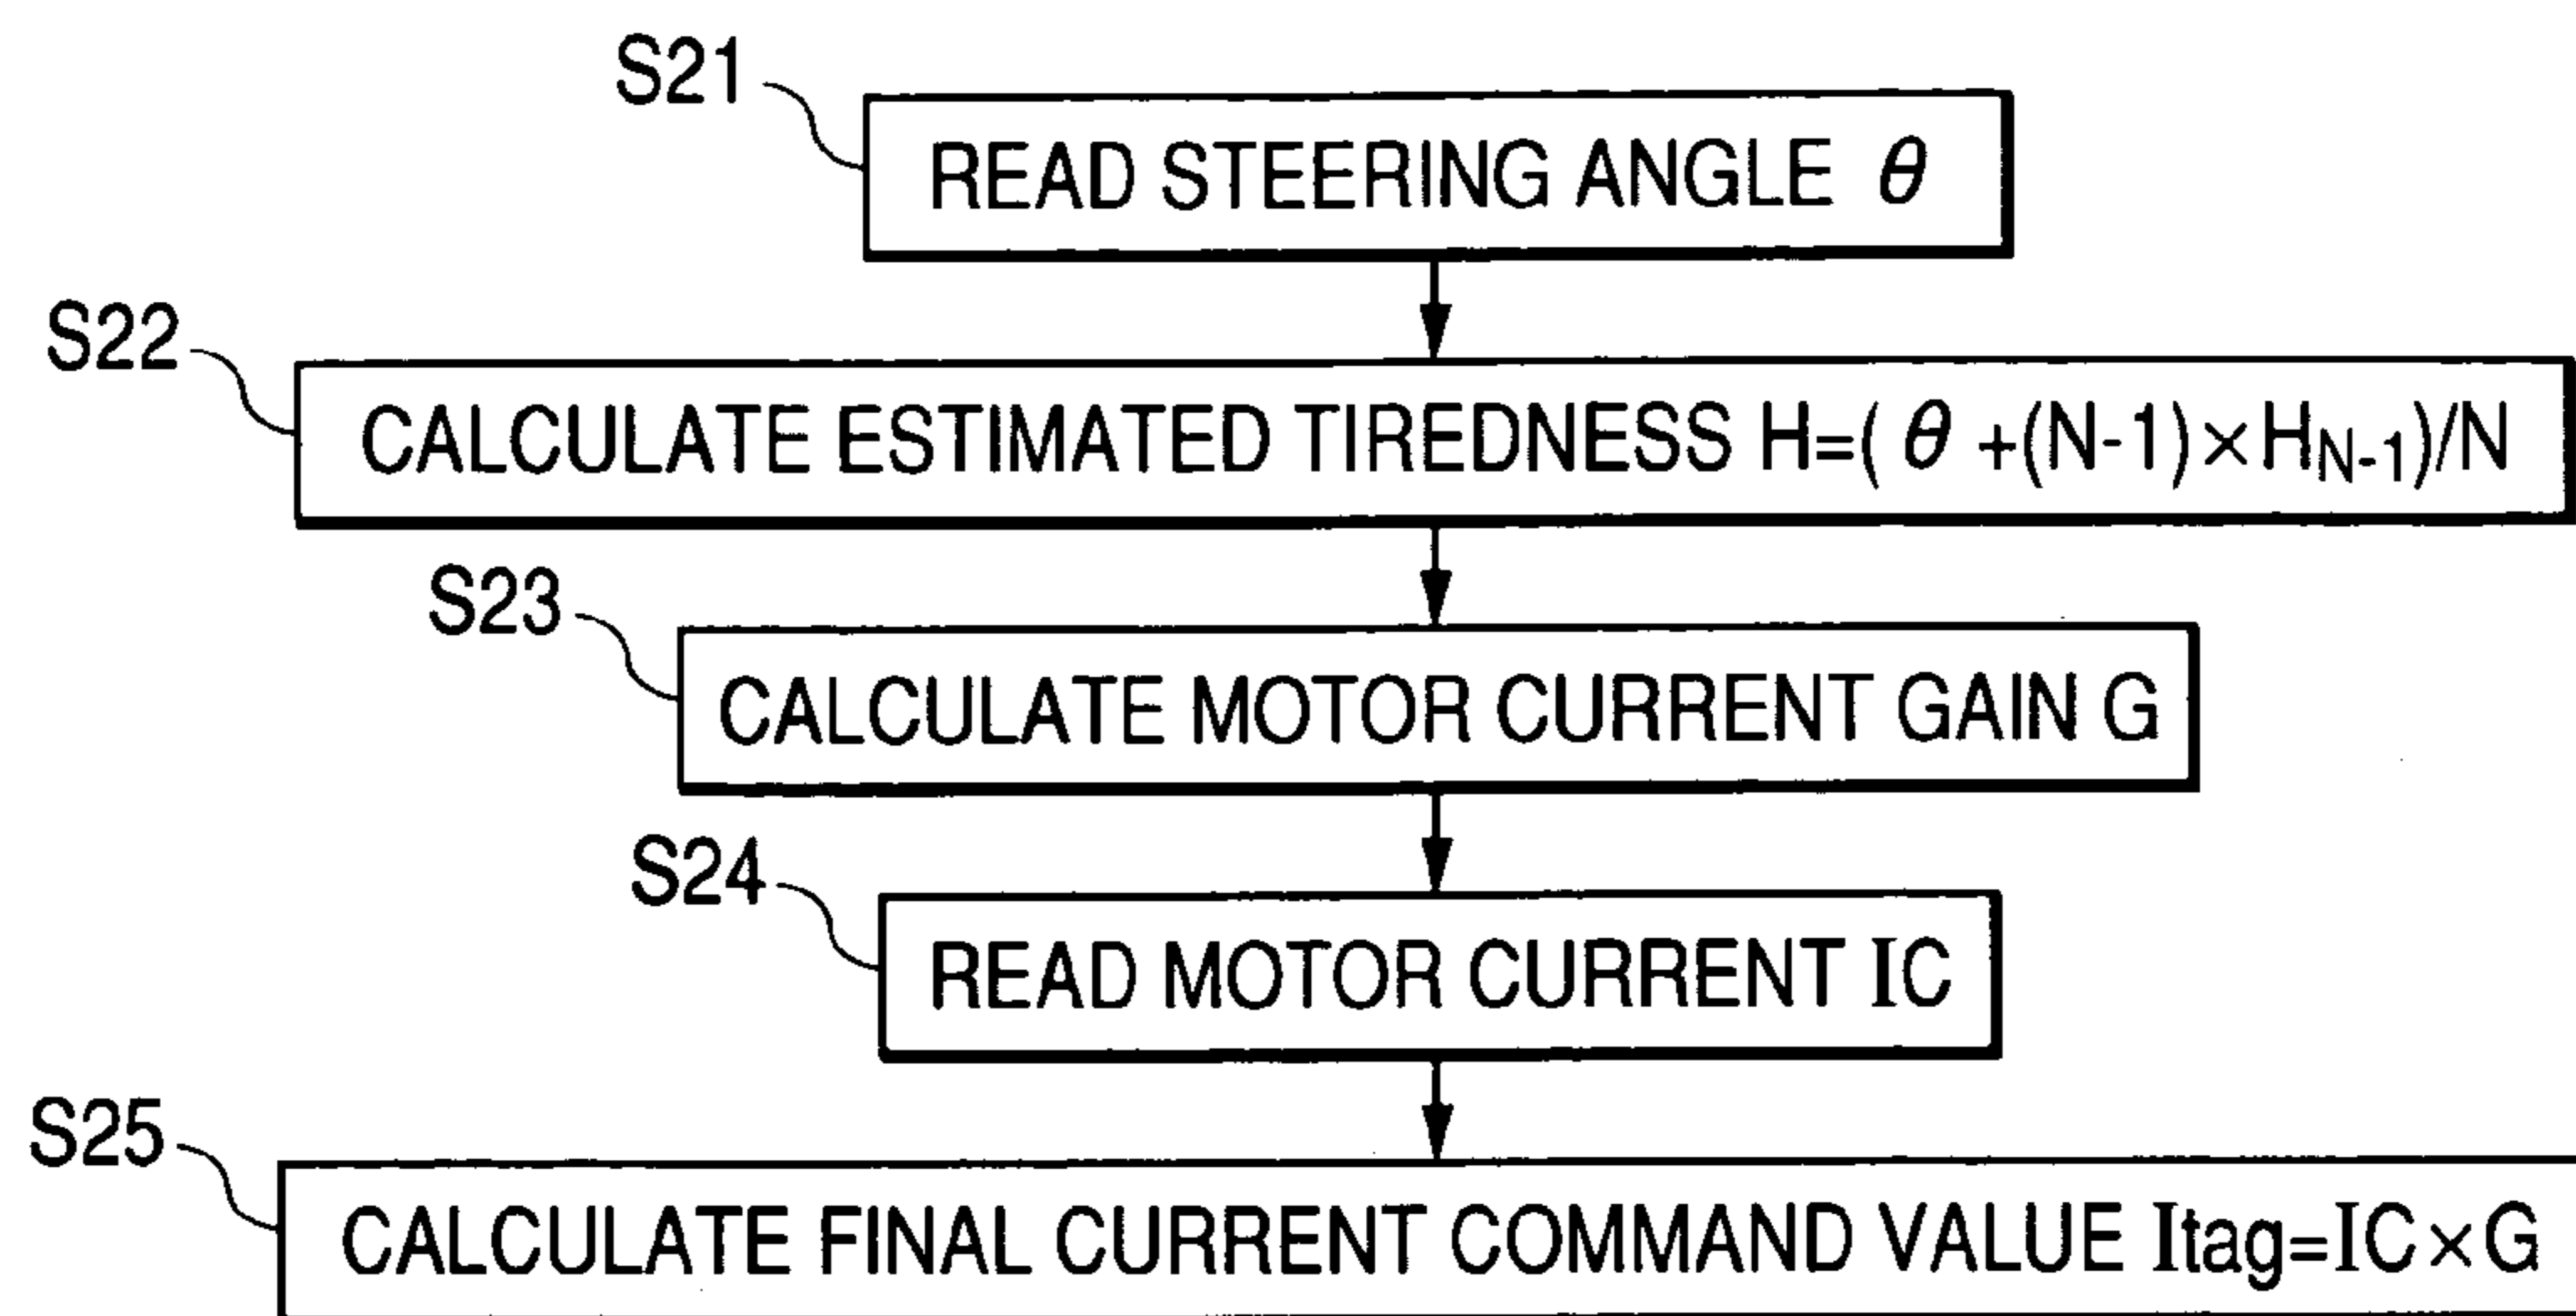 S21
READ STEERING ANGLE θ
S22
CALCULATE ESTIMATED TIREDNESS H=( θ +(N-1)×H_{N-1})/N
S23
CALCULATE MOTOR CURRENT GAIN G
S24
READ MOTOR CURRENT IC
S25
CALCULATE FINAL CURRENT COMMAND VALUE Itag=IC×G